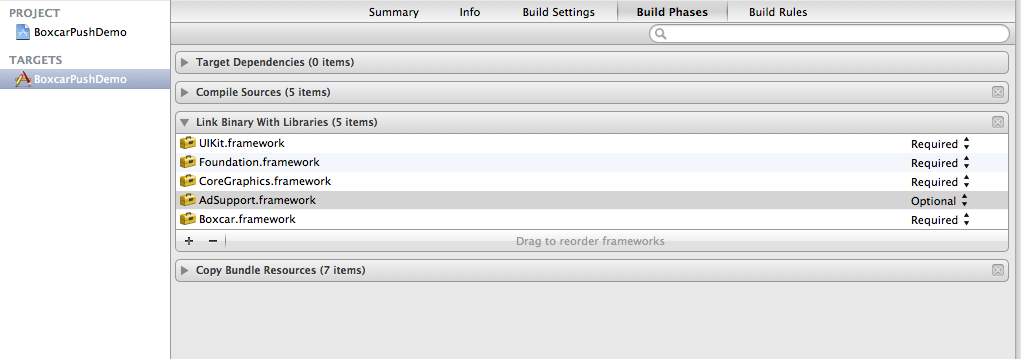 PROJECT
BoxcarPushDemo
TARGETS
BoxcarPushDemo
Summary Info Build Settings Build Phases Build Rules
Target Dependencies (0 items)
Compile Sources (5 items)
Link Binary With Libraries (5 items)
UIKit.framework Required
Foundation.framework Required
CoreGraphics.framework Required
AdSupport.framework Optional
Boxcar.framework Required
Drag to reorder frameworks
Copy Bundle Resources (7 items)